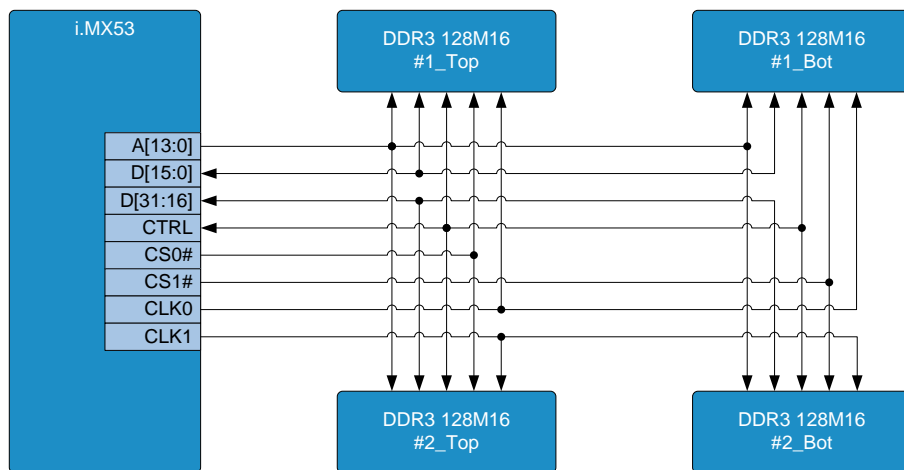 i.MX53
DDR3 128M16
#1_Top
DDR3 128M16
#1_Bot
A[13:0]
D[15:0]
D[31:16]
CTRL
CS0#
CS1#
CLK0
CLK1
DDR3 128M16
#2_Top
DDR3 128M16
#2_Bot